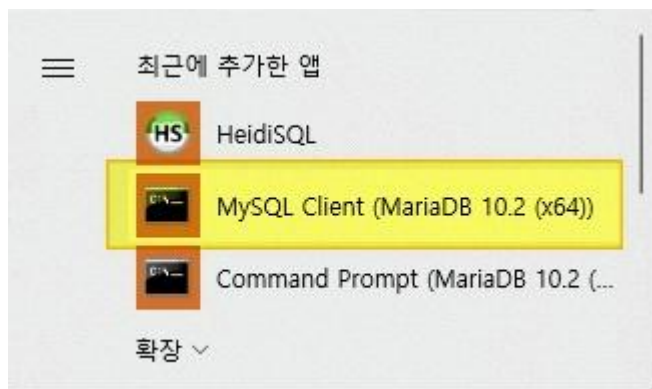 최근에 추가한 앱
HS HeidiSQL
MySQL Client (MariaDB 10.2 (x64))
Command Prompt (MariaDB 10.2 (...
확장